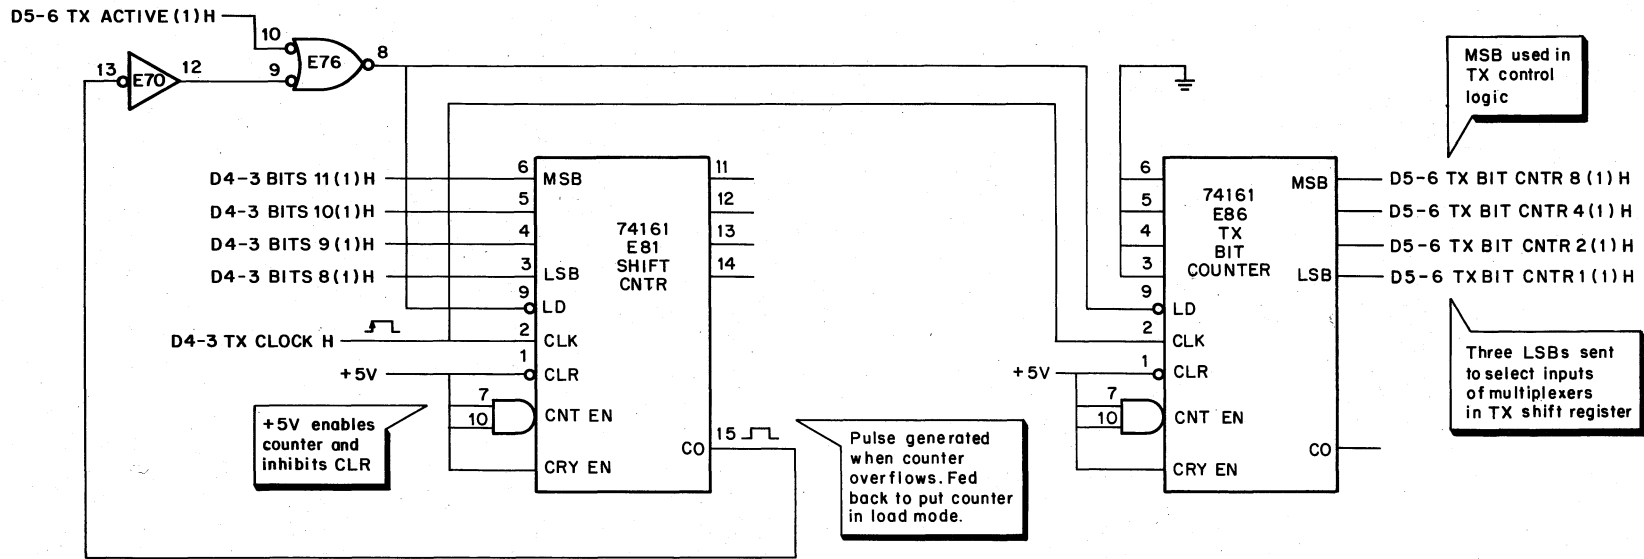 D5-6 TX ACTIVE (1) H
10
9
E76
8
13
E70
12
MSB used in
TX control
logic
D4-3 BITS 11 (1) H
D4-3 BITS 10 (1) H
D4-3 BITS 9 (1) H
D4-3 BITS 8 (1) H
D4-3 TX CLOCK H
+5V
6
5
4
3
9
2
1
7
10
MSB
LSB
LD
CLK
CLR
CNT EN
CRY EN
74161
E81
SHIFT
CNTR
11
12
13
14
15
CO
+5V enables
counter and
inhibits CLR
Pulse generated
when counter
overflows. Fed
back to put counter
in load mode.
+5V
6
5
4
3
9
2
1
7
10
LD
CLK
CLR
CNT EN
CRY EN
74161
E86
TX
BIT
COUNTER
MSB
LSB
CO
D5-6 TX BIT CNTR 8 (1) H
D5-6 TX BIT CNTR 4 (1) H
D5-6 TX BIT CNTR 2 (1) H
D5-6 TX BIT CNTR 1 (1) H
Three LSBs sent
to select inputs
of multiplexers
in TX shift register